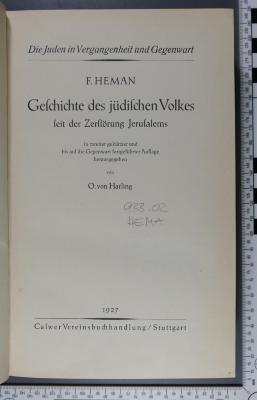 Die Juden in Vergangenheit und Gegenwart
F. HEMAN
Geſchichte des jüdiſchen Volkes
ſeit der Zerſtörung Jeruſalems
in zweiter gekürzter und
bis auf die Gegenwart fortgeführter Auflage
herausgegeben
von
O. von Harling
933.02
HEMA
1927
Calwer Vereinsbuchhandlung / Stuttgart